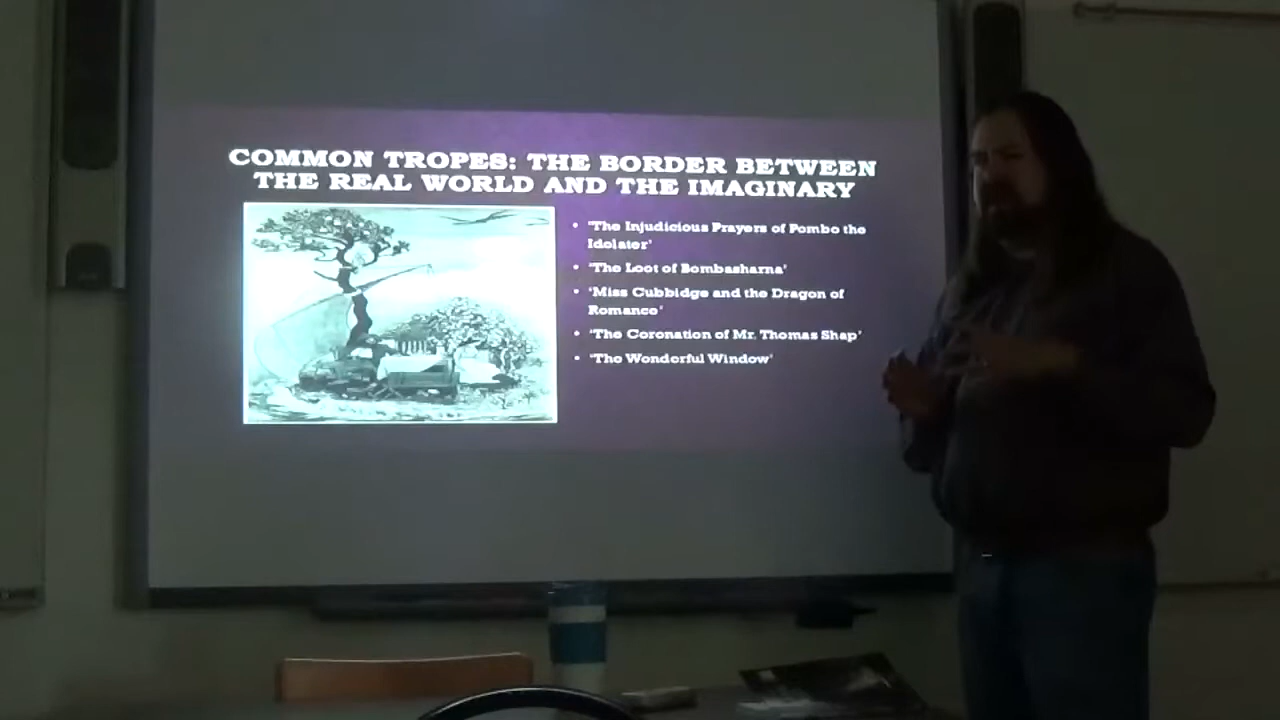 COMMON TROPES: THE BORDER BETWEEN
THE REAL WORLD AND THE IMAGINARY
• 'The Injudicious Prayers of Pombo the
Idolater'
• 'The Loot of Bombasharna'
• 'Miss Cubbidge and the Dragon of
Romance'
• 'The Coronation of Mr. Thomas Shap'
• 'The Wonderful Window'